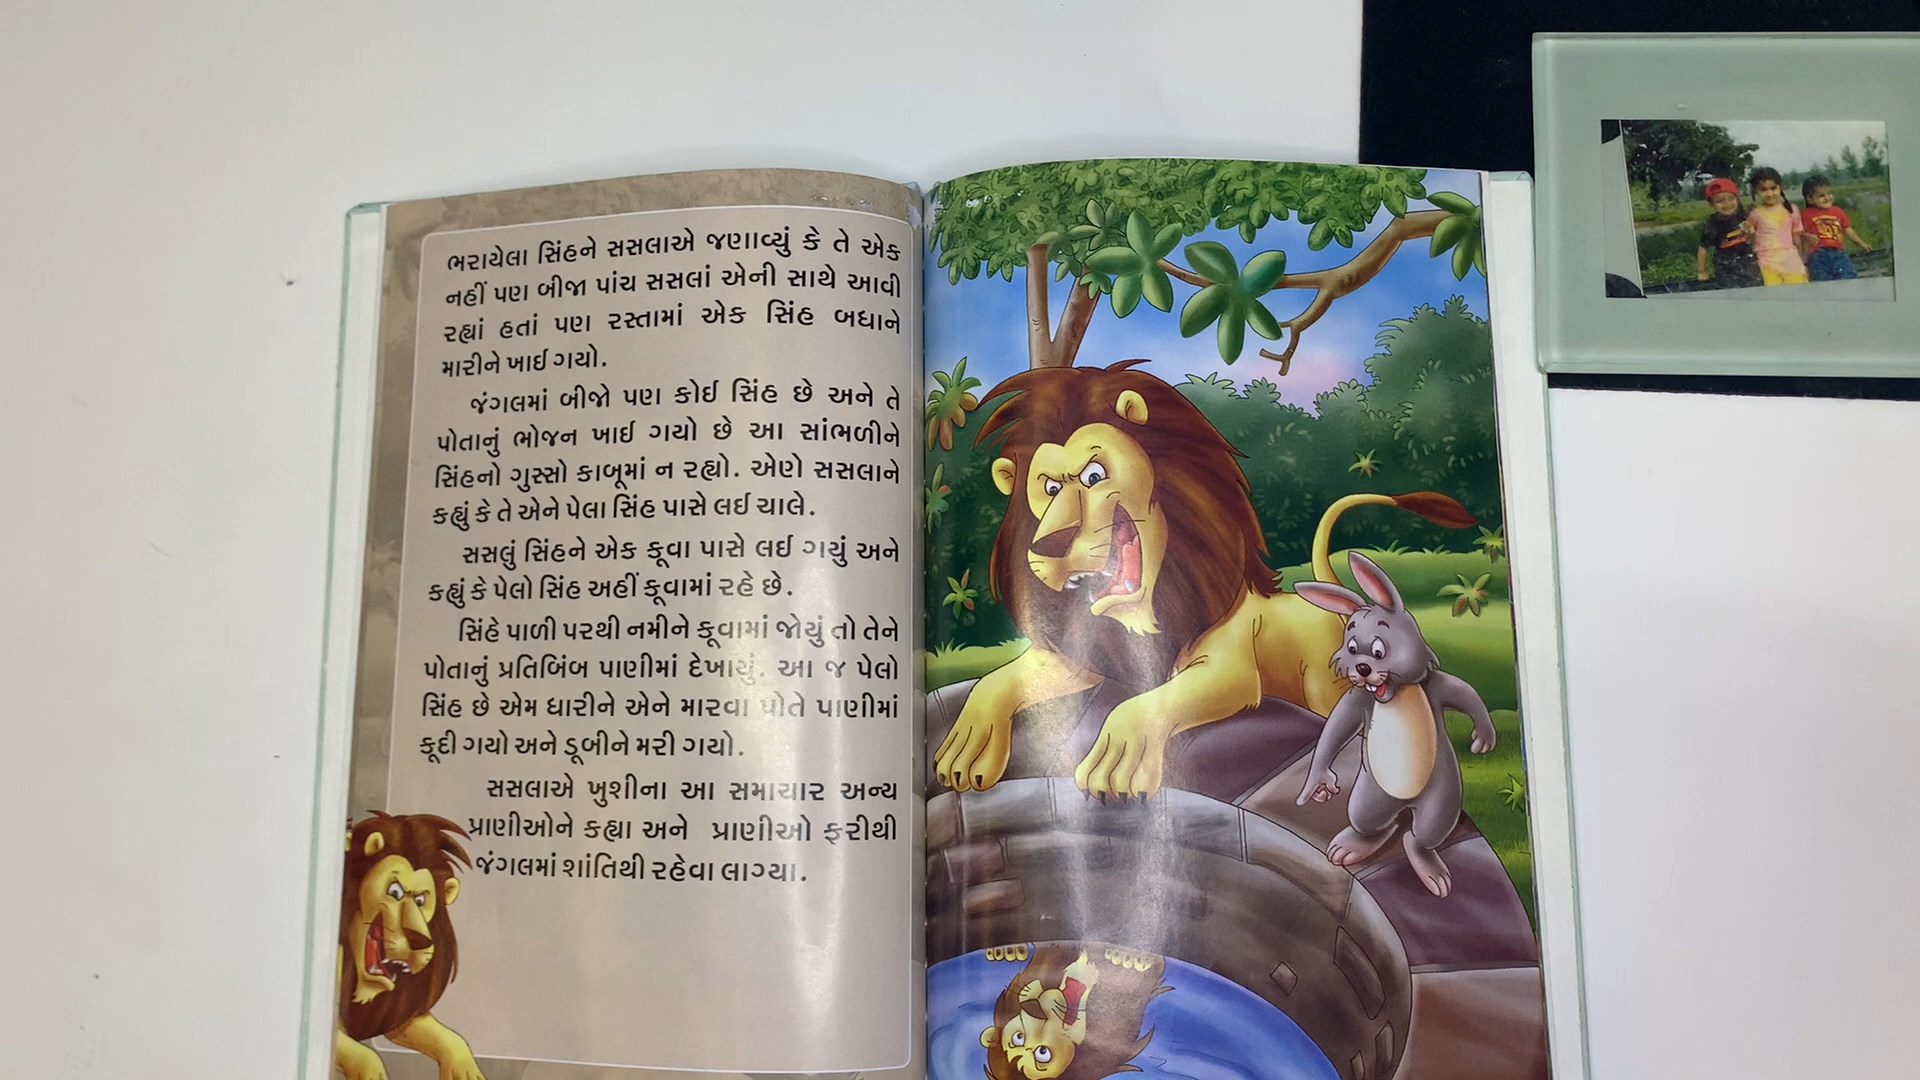 ભરાયેલા સિંહને સસલાએ જણાવ્યું કે તે એક
નહીં પણ બીજા પાંચ સસલાં એની સાથે આવી
રહ્યાં હતાં પણ રસ્તામાં એક સિંહ બધાને
મારીને ખાઈ ગયો.
જંગલમાં બીજો પણ કોઈ સિંહ છે અને તે
પોતાનું ભોજન ખાઈ ગયો છે આ સાંભળીને
સિંહનો ગુસ્સો કાબૂમાં ન રહ્યો. એણે સસલાને
કહ્યું કે તે એને પેલા સિંહ પાસે લઈ ચાલે.
સસલું સિંહને એક કૂવા પાસે લઈ ગયું અને
કહ્યું કે પેલો સિંહ અહીં કૂવામાં રહે છે.
સિંહે પાળી પરથી નમીને કૂવામાં જોયું તો તેને
પોતાનું પ્રતિબિંબ પાણીમાં દેખાયું. આ જ પેલો
સિંહ છે એમ ધારીને એને મારવા પોતે પાણીમાં
કૂદી ગયો અને ડૂબીને મરી ગયો.
સસલાએ ખુશીના આ સમાચાર અન્ય
પ્રાણીઓને કહ્યા અને પ્રાણીઓ ફરીથી
જંગલમાં શાંતિથી રહેવા લાગ્યા.